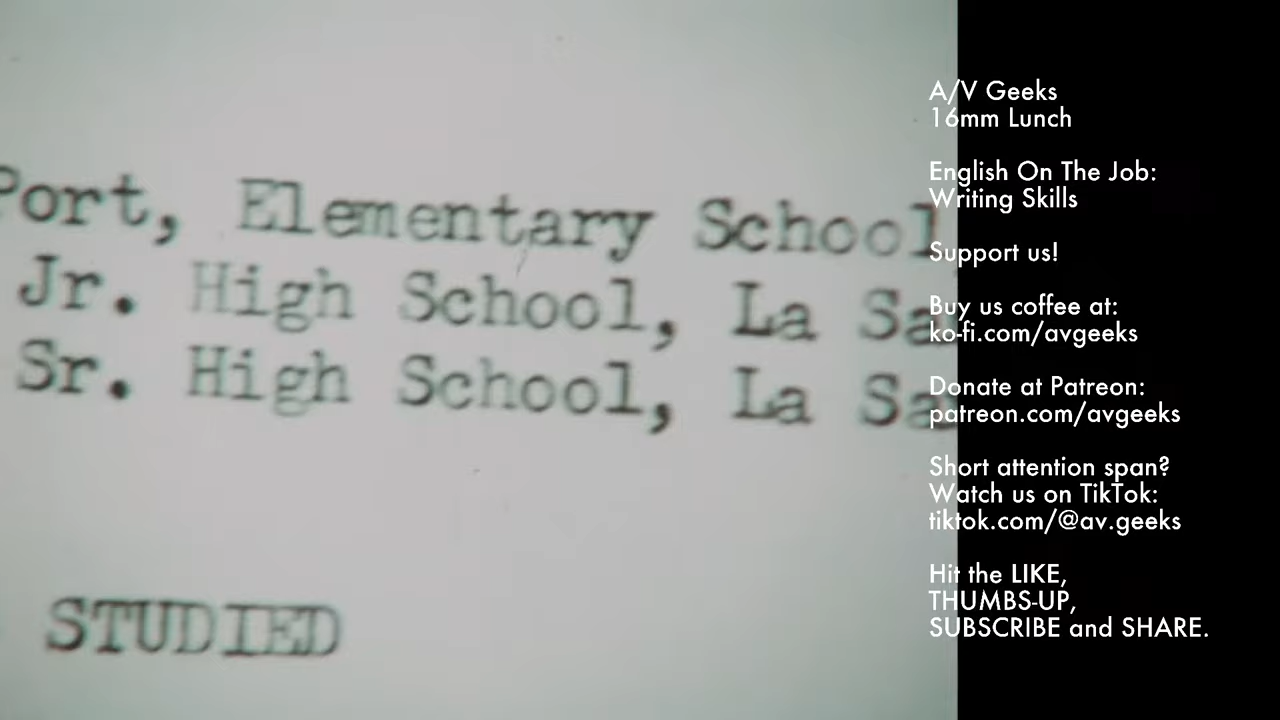 Port, Elementary School
Jr. High School, La Sa
Sr. High School, La Sa
STUDIED
A/V Geeks
16mm Lunch
English On The Job:
Writing Skills
Support us!
Buy us coffee at:
ko-fi.com/avgeeks
Donate at Patreon:
patreon.com/avgeeks
Short attention span?
Watch us on TikTok:
tiktok.com/@av.geeks
Hit the LIKE,
THUMBS-UP,
SUBSCRIBE and SHARE.